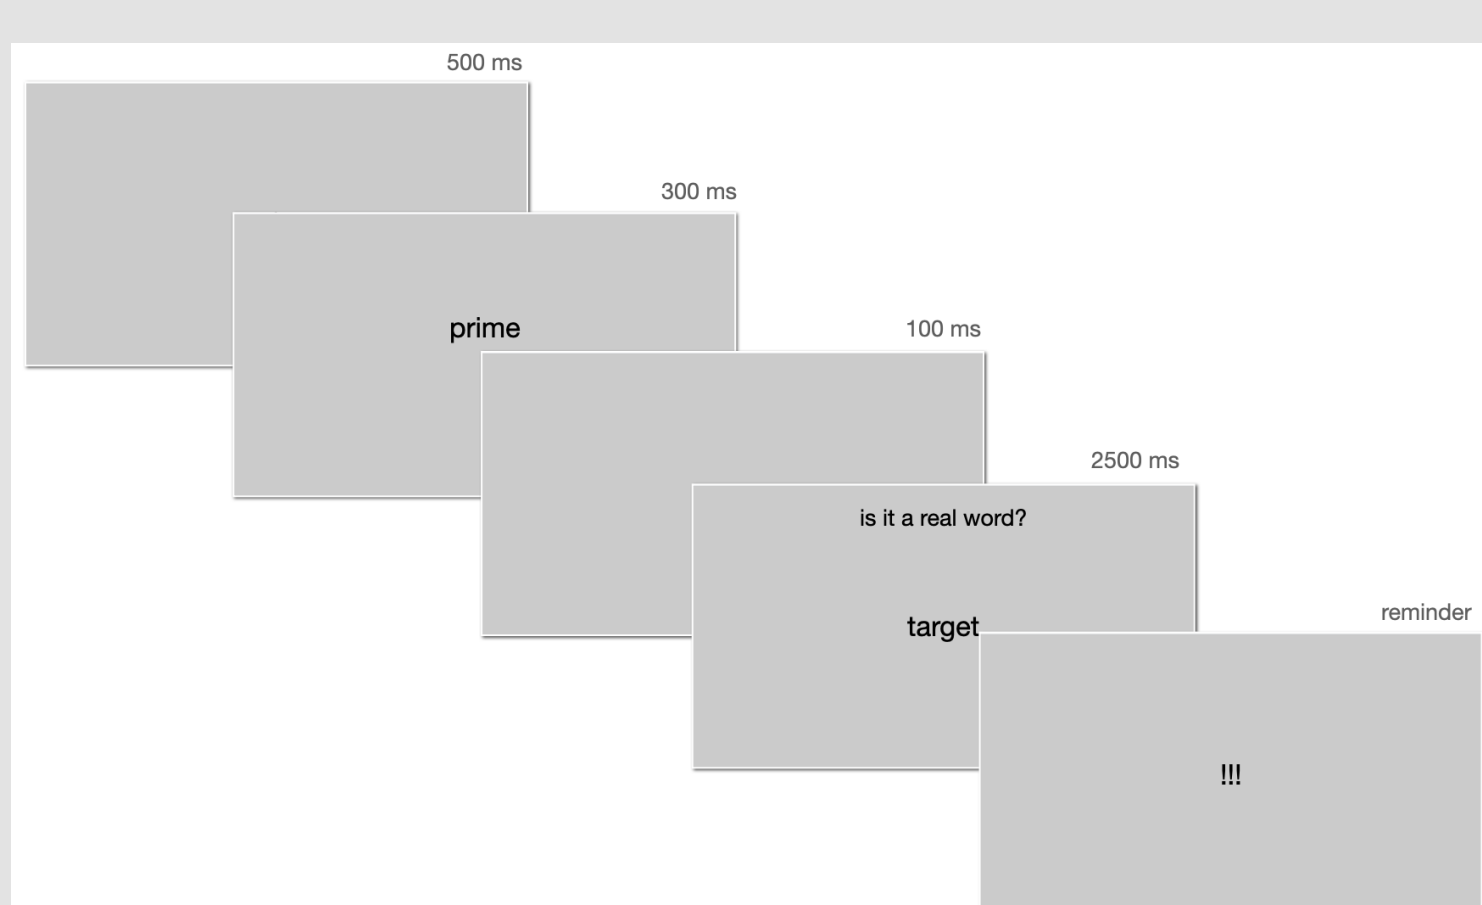 500 ms
300 ms
prime
100 ms
2500 ms
is it a real word?
target
reminder
!!!